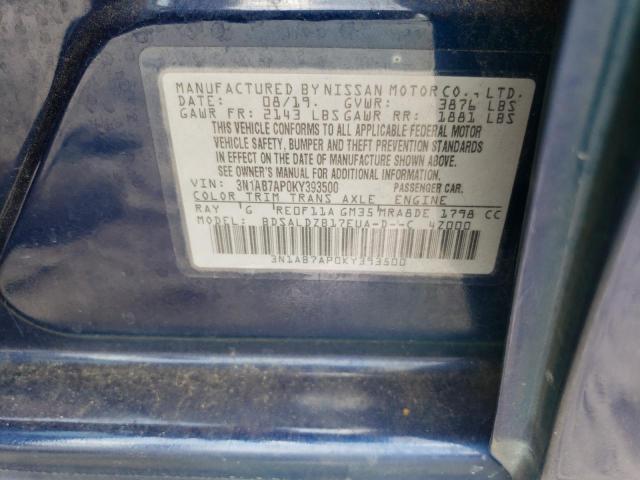 MANUFACTURED BY NISSAN MOTOR CO., LTD.
DATE: 08/19. GVWR: 3876 LBS
GAWR FR: 2143 LBS GAWR RR: 1881 LBS
THIS VEHICLE CONFORMS TO ALL APPLICABLE FEDERAL MOTOR
VEHICLE SAFETY, BUMPER AND THEFT PREVENTION STANDARDS
IN EFFECT ON THE DATE OF MANUFACTURE SHOWN ABOVE.
SEE OWNERS MANUAL FOR ADDITIONAL INFORMATION.
VIN: 3N1AB7AP0KY393500 PASSENGER CAR.
COLOR TRIM TRANS AXLE ENGINE
RAY G RE0F11A GM35 MRA8DE 1798 CC
MODEL: BDSALDZB17EUA-D--C 4Z000
3N1AB7AP0KY393500